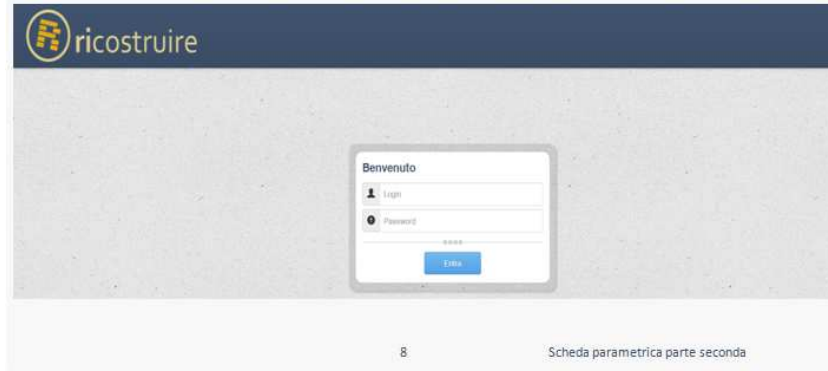 ricostruire
Benvenuto
Login
Password
Entra
8 Scheda parametrica parte seconda